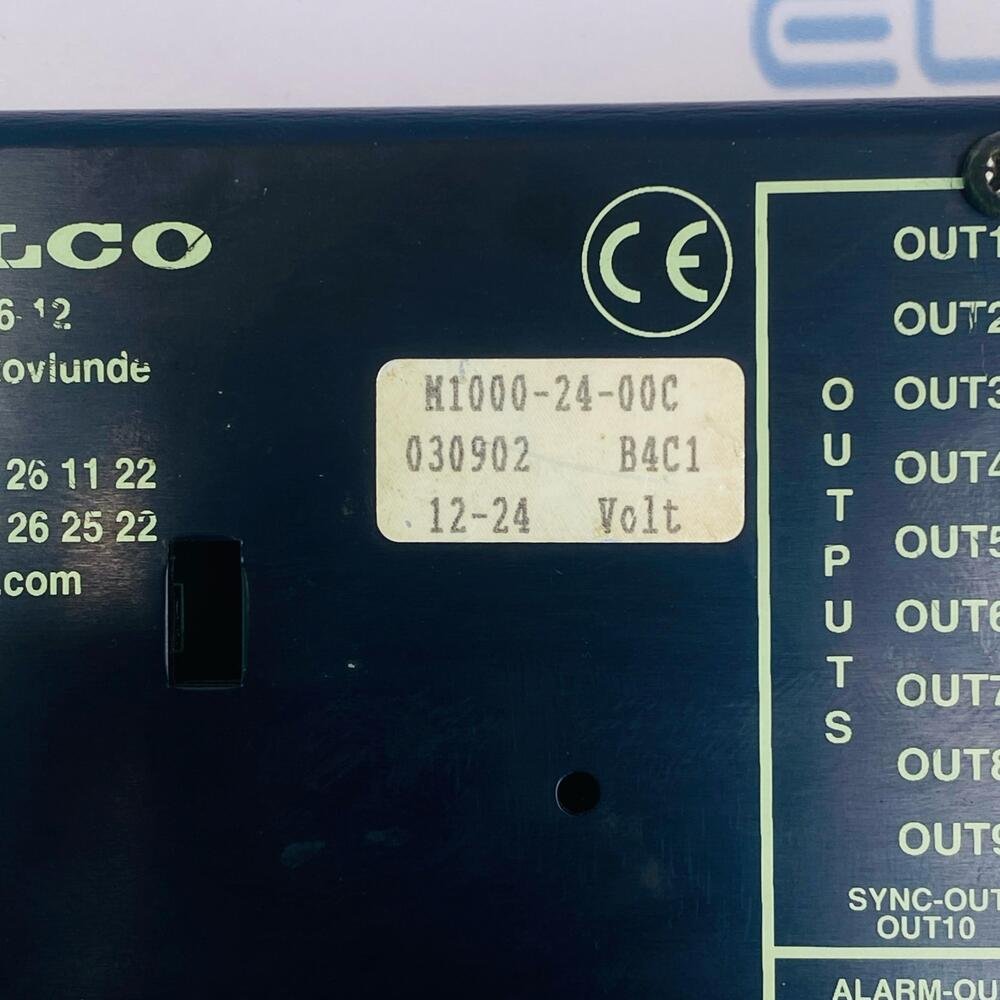 EL
LCO
6-12
ovlunde
26 11 22
26 25 22
.com
CE
M1000-24-00C
030902 B4C1
12-24 Volt
OUTPUTS
OUT1
OUT2
OUT3
OUT4
OUT5
OUT6
OUT7
OUT8
OUT9
SYNC-OUT
OUT10
ALARM-OU